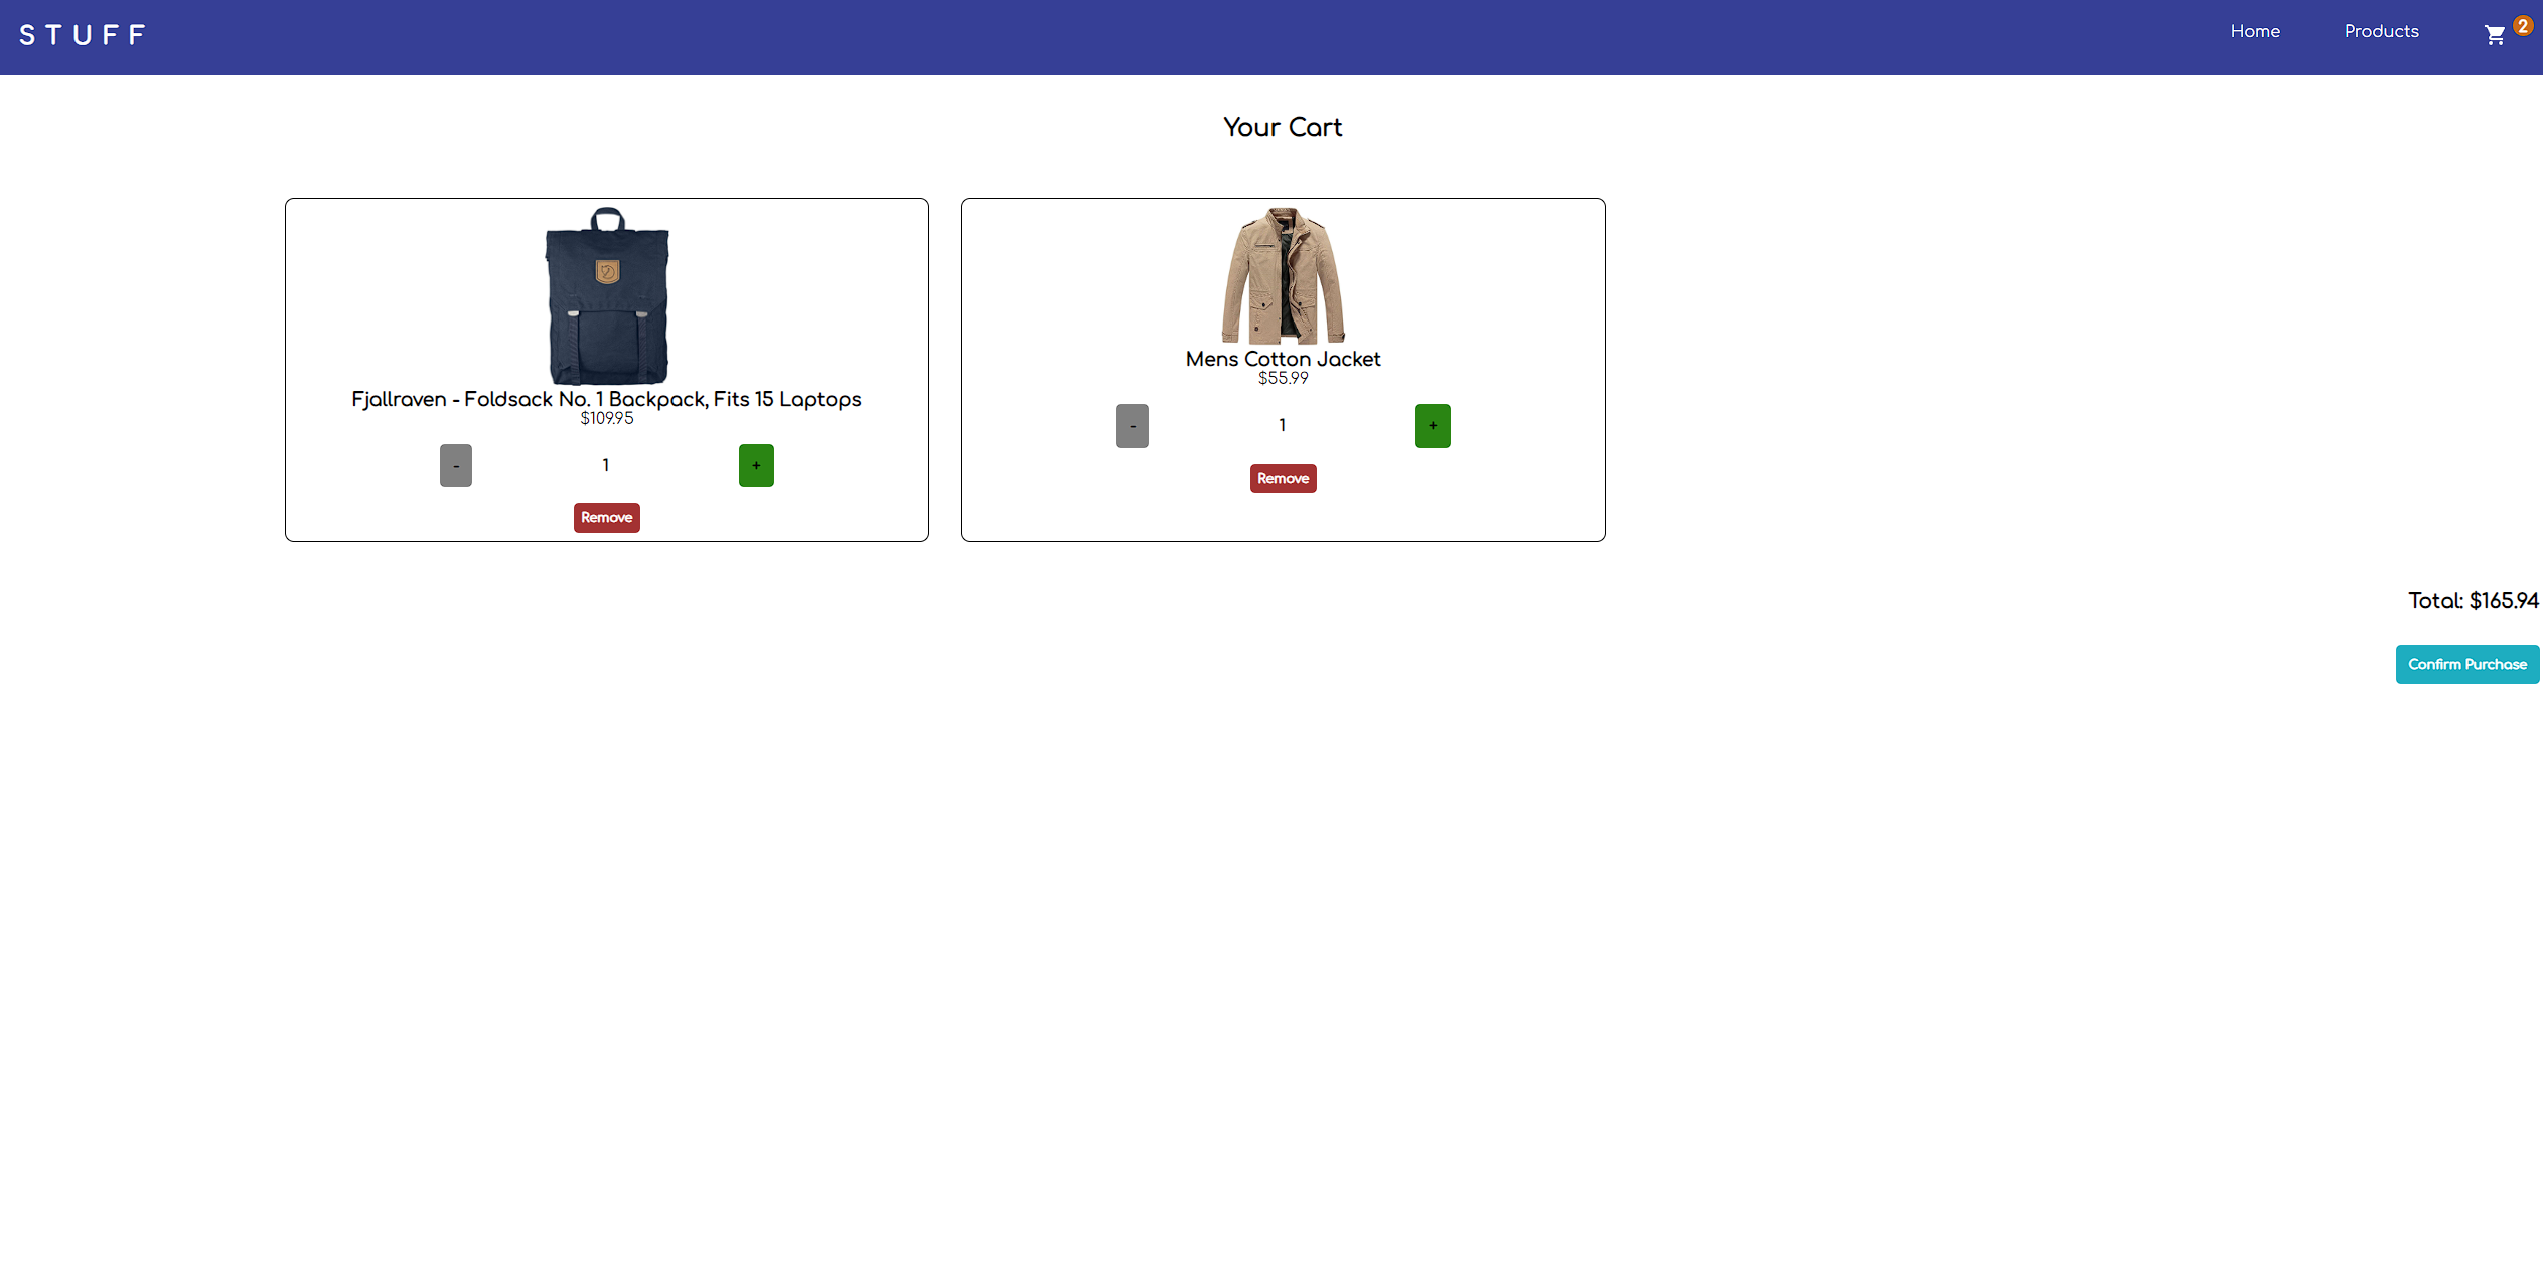 STUFF
Home
Products
2
Your Cart
Fjallraven - Foldsack No. 1 Backpack, Fits 15 Laptops
$109.95
-
1
+
Remove
Mens Cotton Jacket
$55.99
-
1
+
Remove
Total: $165.94
Confirm Purchase